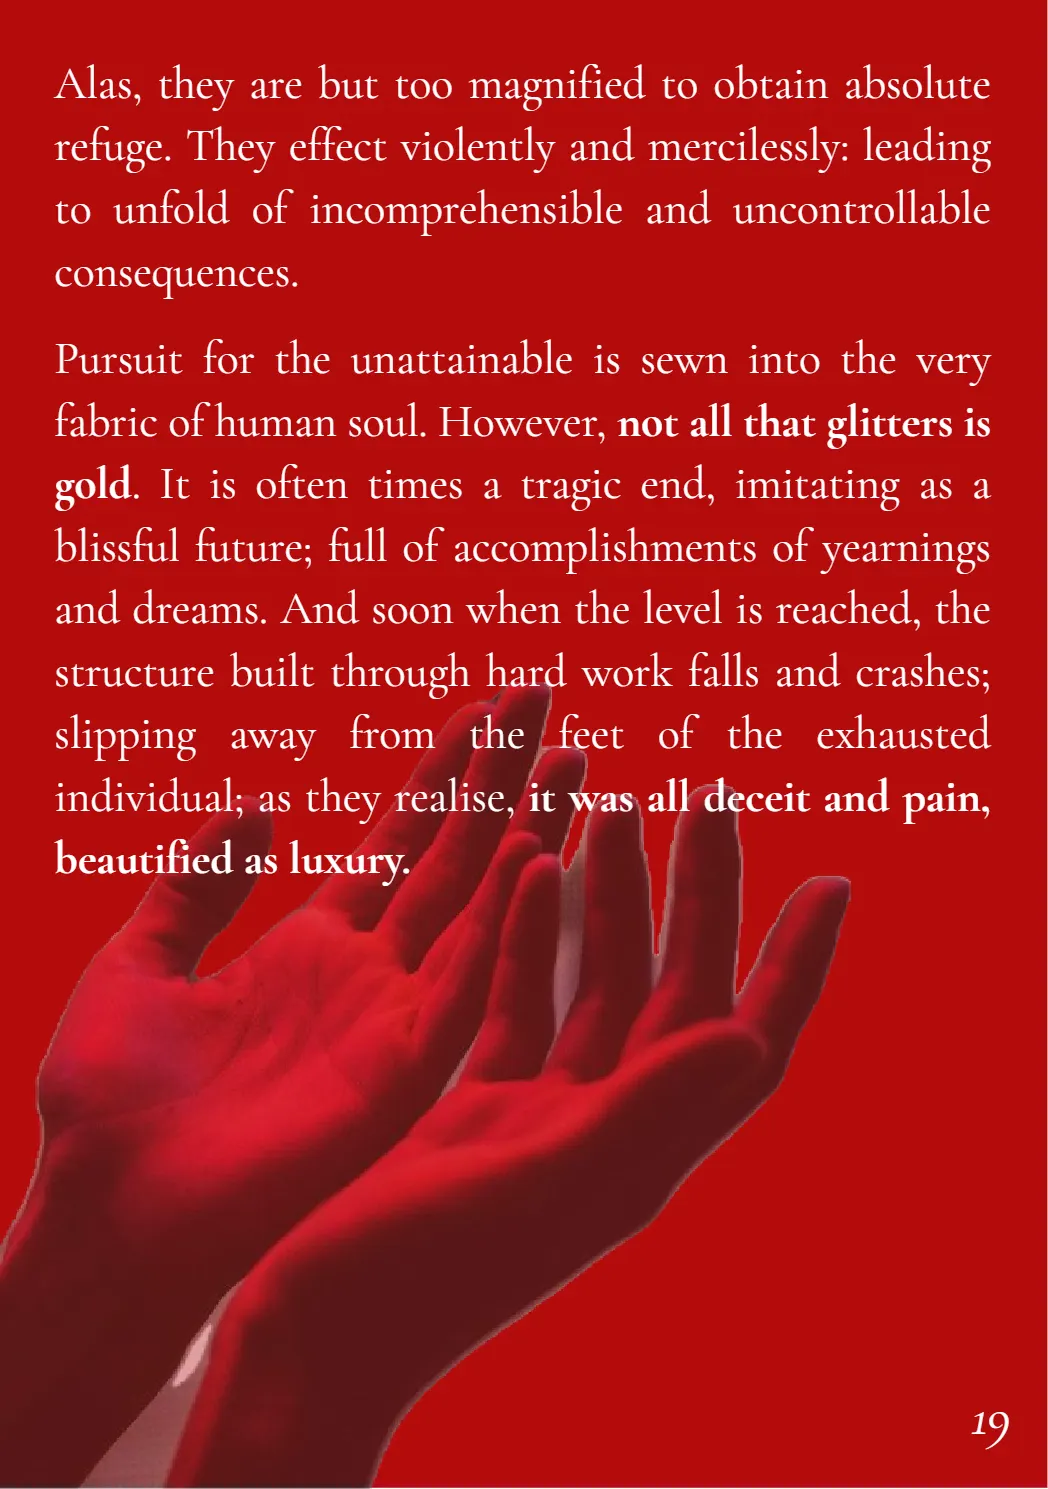 Alas, they are but too magnified to obtain absolute
refuge. They effect violently and mercilessly: leading
to unfold of incomprehensible and uncontrollable
consequences.
Pursuit for the unattainable is sewn into the very
fabric of human soul. However, not all that glitters is
gold. It is often times a tragic end, imitating as a
blissful future; full of accomplishments of yearnings
and dreams. And soon when the level is reached, the
structure built through hard work falls and crashes;
slipping away from the feet of the exhausted
individual; as they realise, it was all deceit and pain,
beautified as luxury.
19